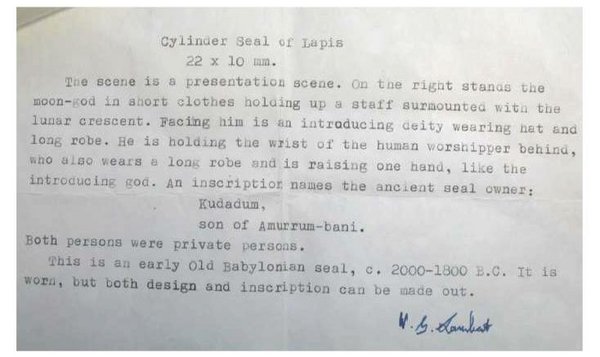 Cylinder Seal of Lapis
22 x 10 mm.
The scene is a presentation scene. On the right stands the
moon-god in short clothes holding up a staff surmounted with the
lunar crescent. Facing him is an introducing deity wearing hat and
long robe. He is holding the wrist of the human worshipper behind,
who also wears a long robe and is raising one hand, like the
introducing god. An inscription names the ancient seal owner:
Kudadum,
son of Amurrum-bani.
Both persons were private persons.
This is an early Old Babylonian seal, c. 2000-1800 B.C. It is
worn, but both design and inscription can be made out.
W. G. Lambert